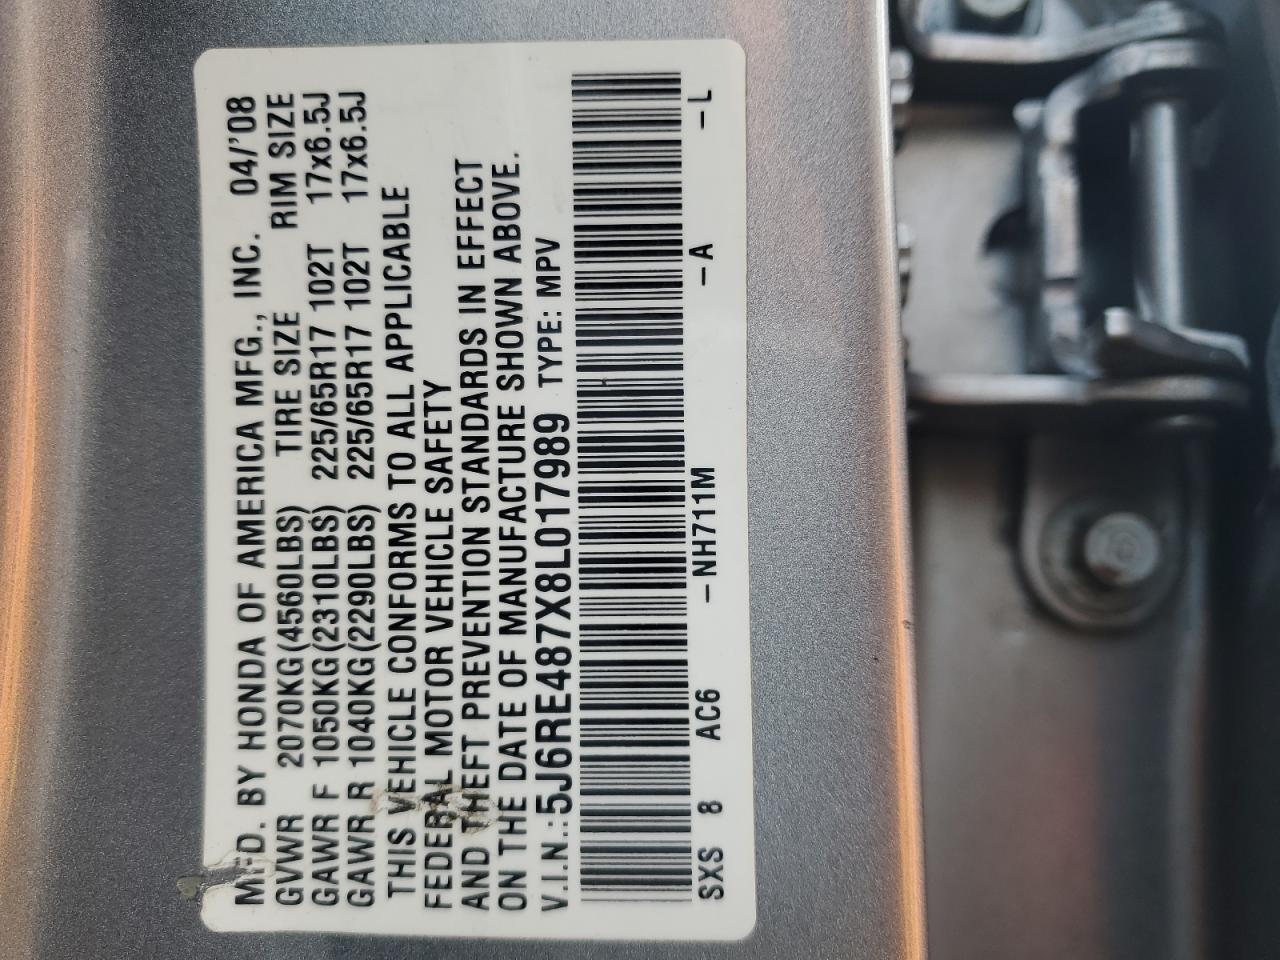 MFD. BY HONDA OF AMERICA MFG., INC. 04/'08
GVWR 2070KG(4560LBS) TIRE SIZE RIM SIZE
GAWR F 1050KG(2310LBS) 225/65R17 102T 17x6.5J
GAWR R 1040KG(2290LBS) 225/65R17 102T 17x6.5J
THIS VEHICLE CONFORMS TO ALL APPLICABLE
FEDERAL MOTOR VEHICLE SAFETY
AND THEFT PREVENTION STANDARDS IN EFFECT
ON THE DATE OF MANUFACTURE SHOWN ABOVE.
V.I.N.:5J6RE487X8L017989 TYPE: MPV
SXS 8 AC6 -NH711M -A -L